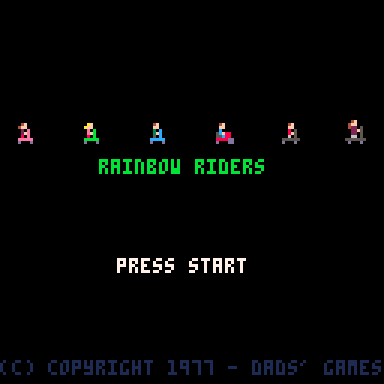 RAINBOW RIDERS
PRESS START
(C) COPYRIGHT 1977 - DADS' GAMES